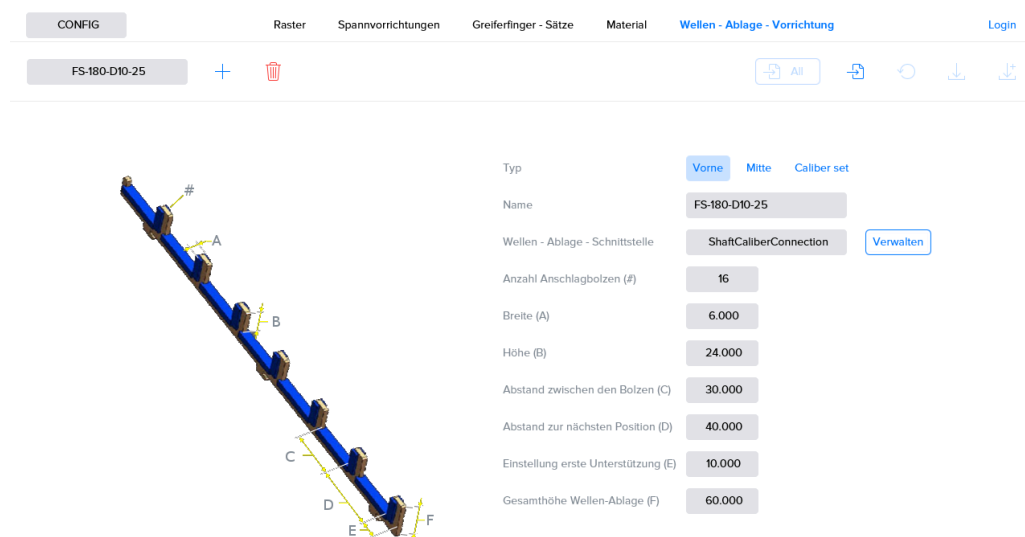 CONFIG Raster Spannvorrichtungen Greiferfinger - Sätze Material Wellen - Ablage - Vorrichtung Login
FS-180-D10-25 All
Typ Vorne Mitte Caliber set
Name FS-180-D10-25
Wellen - Ablage - Schnittstelle ShaftCaliberConnection Verwalten
Anzahl Anschlagbolzen (#) 16
Breite (A) 6.000
Höhe (B) 24.000
Abstand zwischen den Bolzen (C) 30.000
Abstand zur nächsten Position (D) 40.000
Einstellung erste Unterstützung (E) 10.000
Gesamthöhe Wellen-Ablage (F) 60.000
#
A
B
C
D
E
F